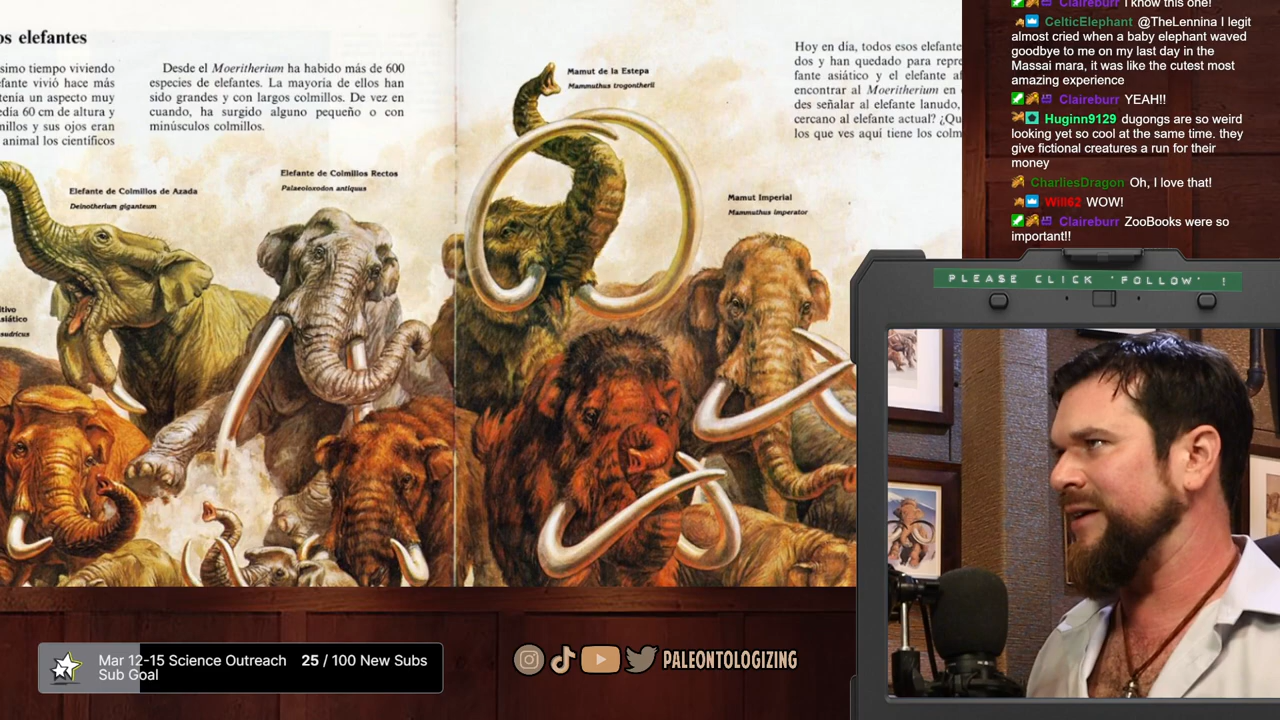 os elefantes
simo tiempo viviendo
efante vivió hace más
tenía un aspecto muy
edía 60 cm de altura y
millos y sus ojos eran
animal los científicos
Desde el Moeritherium ha habido más de 600
especies de elefantes. La mayoría de ellos han
sido grandes y con largos colmillos. De vez en
cuando, ha surgido alguno pequeño o con
minúsculos colmillos.
Mamut de la Estepa
Mammuthus trogontherii
Hoy en día, todos esos elefante
dos y han quedado para repre
fante asiático y el elefante af
encontrar al Moeritherium en
des señalar al elefante lanudo,
cercano al elefante actual? ¿Qu
los que ves aquí tiene los colm
Elefante de Colmillos de Azada
Deinotherium giganteum
Elefante de Colmillos Rectos
Palaeoloxodon antiquus
Mamut Imperial
Mammuthus imperator
itivo
siático
sudricus
Claireburr I know this one!
CelticElephant @TheLennina I legit
almost cried when a baby elephant waved
goodbye to me on my last day in the
Massai mara, it was like the cutest most
amazing experience
Claireburr YEAH!!
Huginn9129 dugongs are so weird
looking yet so cool at the same time. they
give fictional creatures a run for their
money
CharliesDragon Oh, I love that!
Will62 WOW!
Claireburr ZooBooks were so
important!!
PLEASE CLICK 'FOLLOW' !
Mar 12-15 Science Outreach 25 / 100 New Subs
Sub Goal
PALEONTOLOGIZING